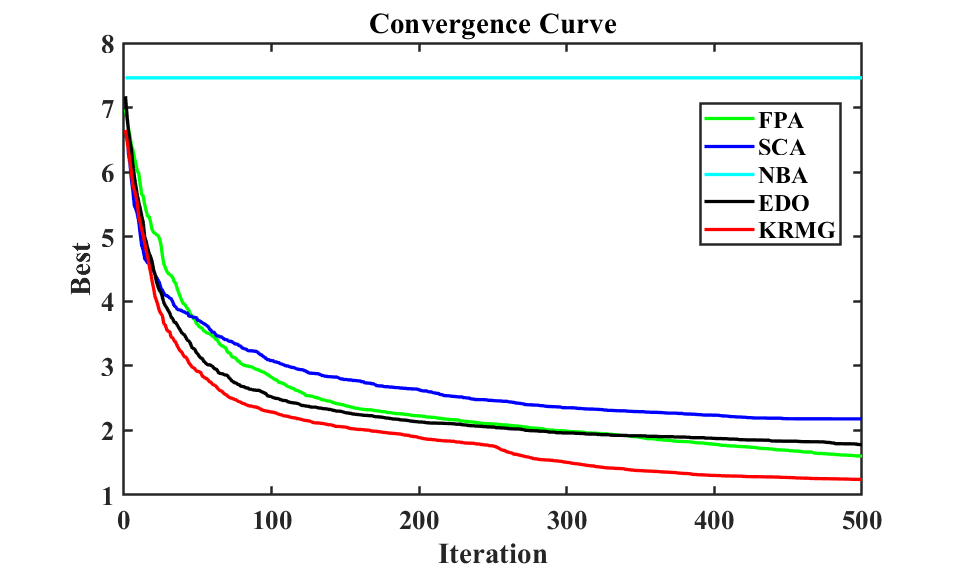 Convergence Curve
8
7
6
5
4
3
2
1
Best
FPA
SCA
NBA
EDO
KRMG
0 100 200 300 400 500
Iteration